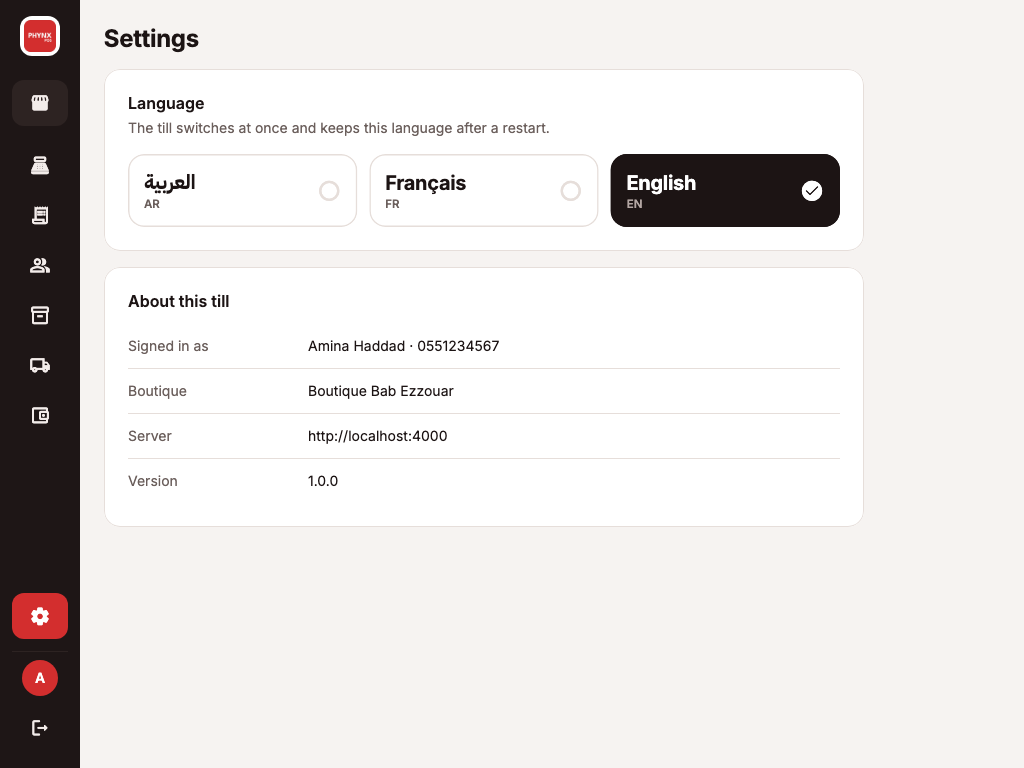 PHYNX
Settings
Language
The till switches at once and keeps this language after a restart.
العربية
AR
Français
FR
English
EN
About this till
Signed in as Amina Haddad · 0551234567
Boutique Boutique Bab Ezzouar
Server http://localhost:4000
Version 1.0.0
A